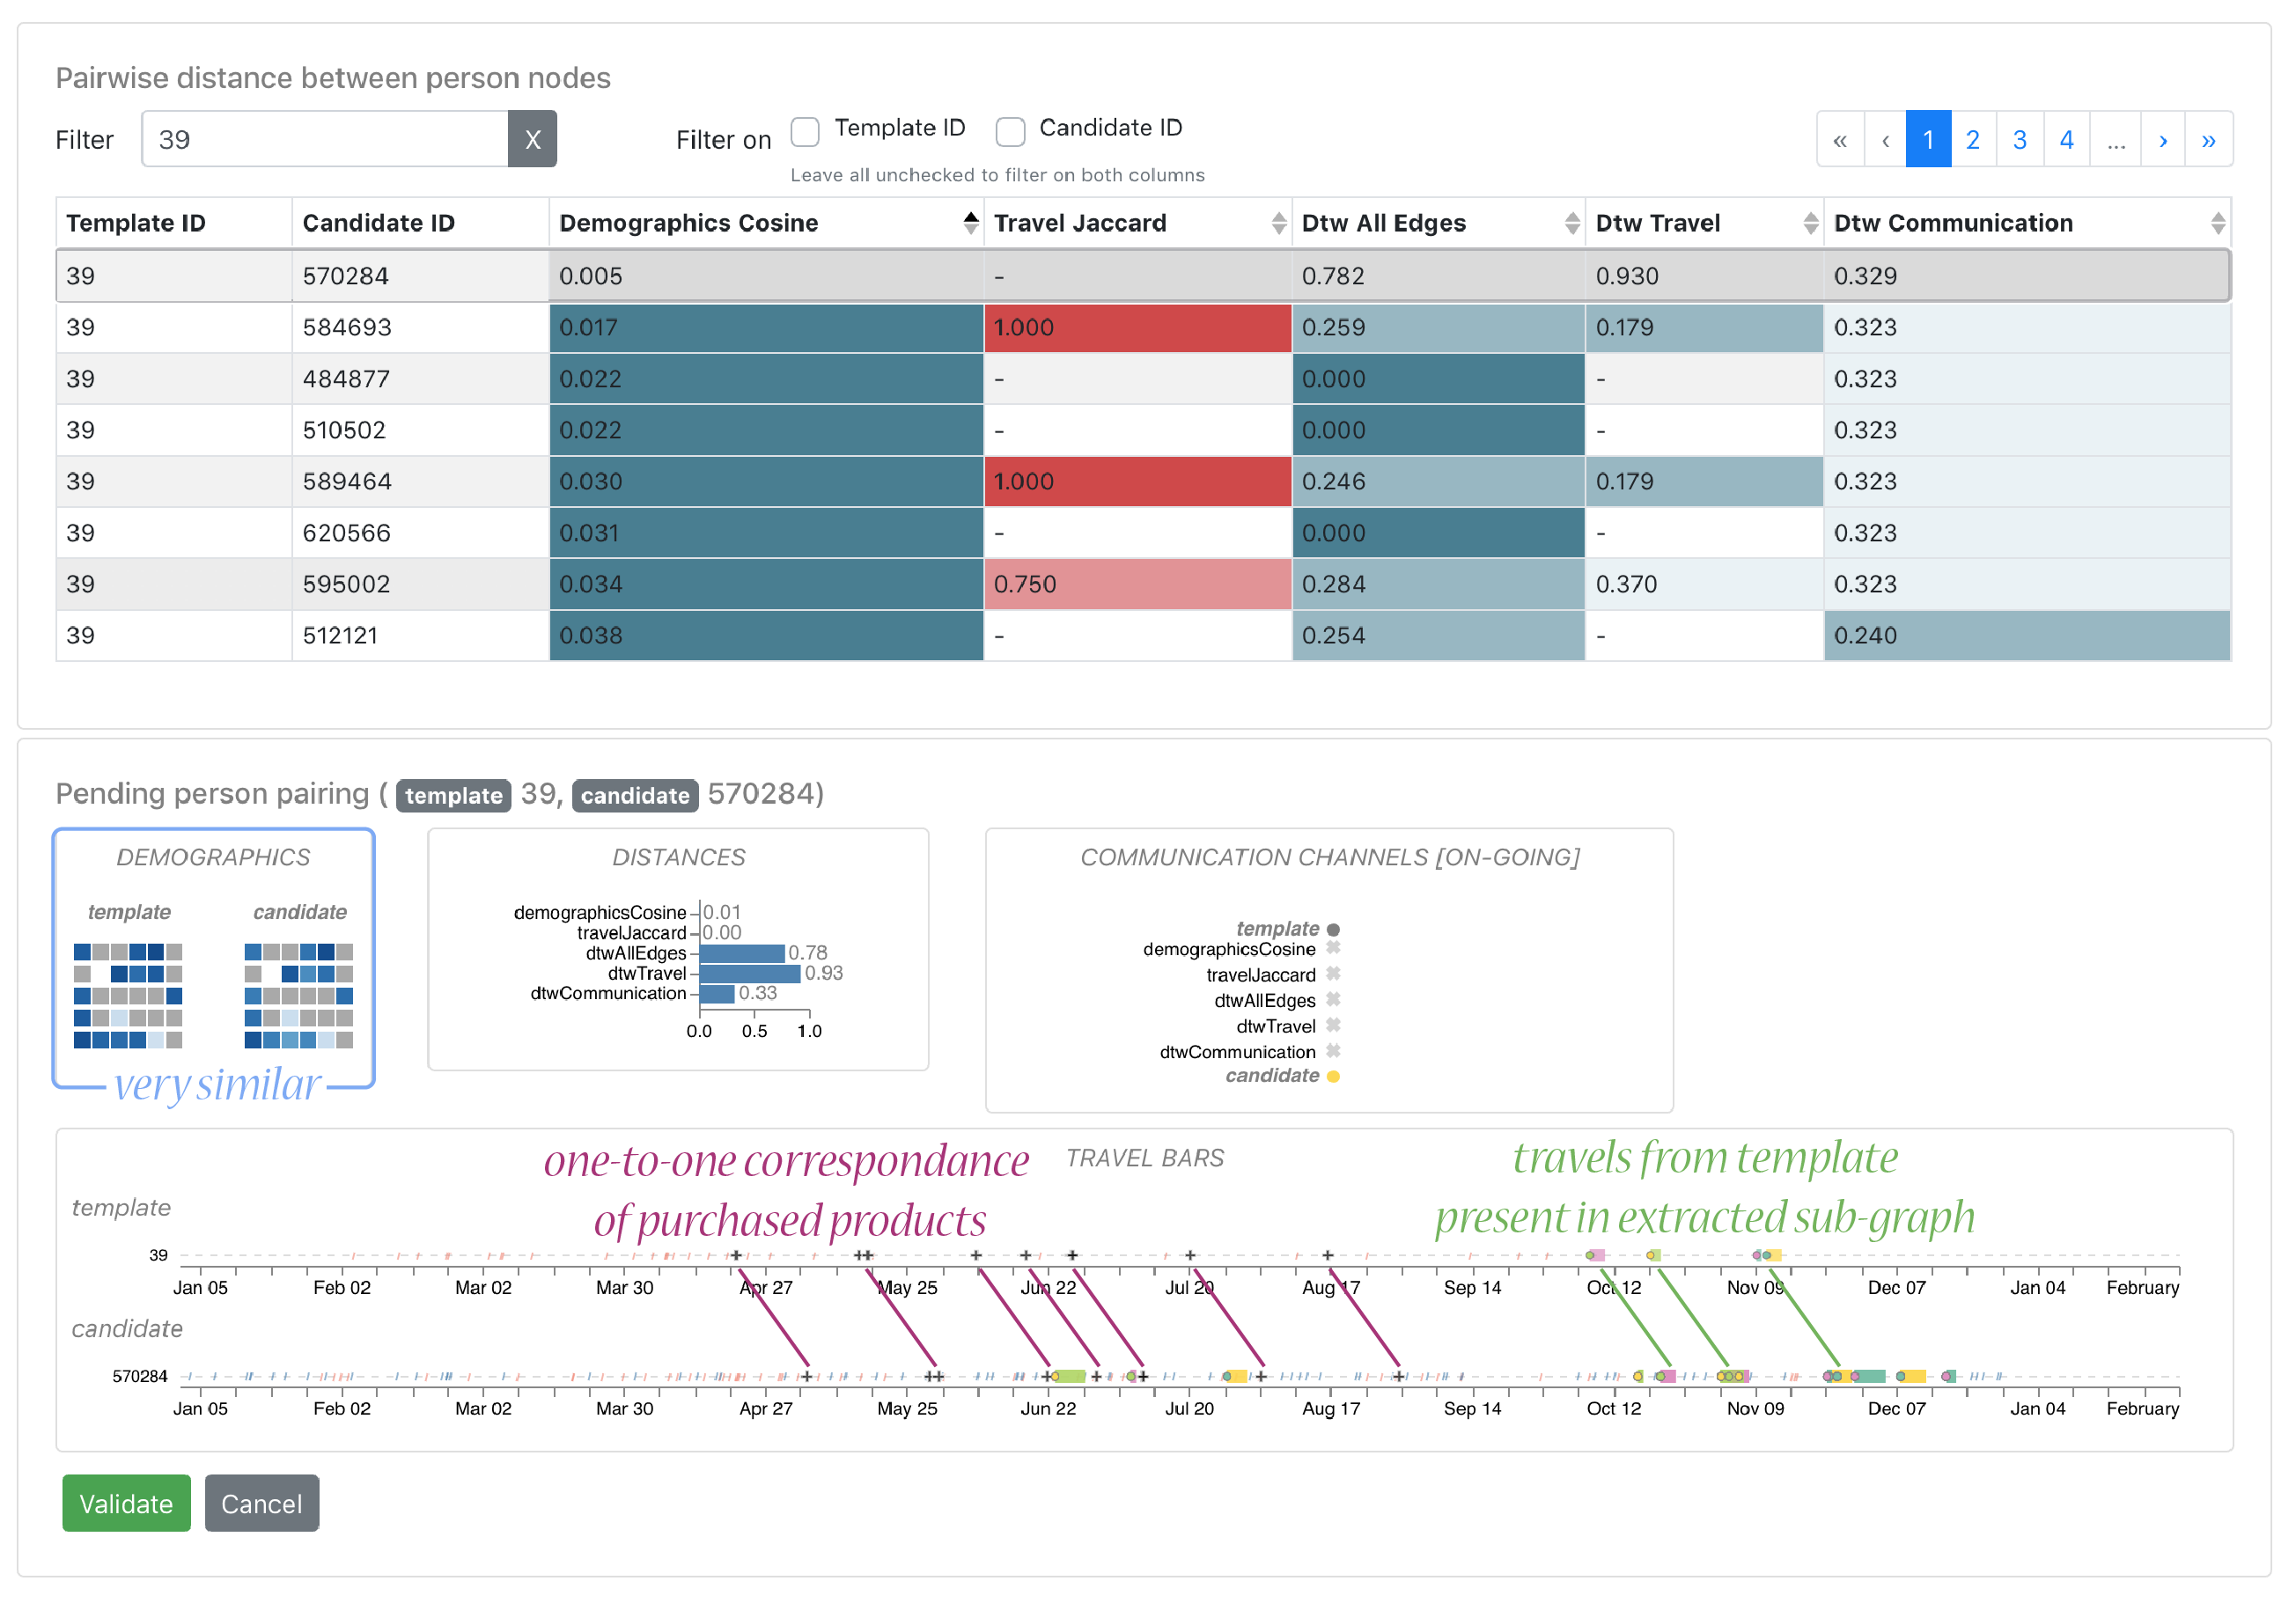 Pairwise distance between person nodes
Filter 39 X Filter on Template ID Candidate ID « ‹ 1 2 3 4 ... › »
Leave all unchecked to filter on both columns
Template ID Candidate ID Demographics Cosine Travel Jaccard Dtw All Edges Dtw Travel Dtw Communication
39 570284 0.005 - 0.782 0.930 0.329
39 584693 0.017 1.000 0.259 0.179 0.323
39 484877 0.022 - 0.000 - 0.323
39 510502 0.022 - 0.000 - 0.323
39 589464 0.030 1.000 0.246 0.179 0.323
39 620566 0.031 - 0.000 - 0.323
39 595002 0.034 0.750 0.284 0.370 0.323
39 512121 0.038 - 0.254 - 0.240
Pending person pairing ( template 39, candidate 570284)
DEMOGRAPHICS
template candidate
very similar
DISTANCES
demographicsCosine 0.01
travelJaccard 0.00
dtwAllEdges 0.78
dtwTravel 0.93
dtwCommunication 0.33
0.0 0.5 1.0
COMMUNICATION CHANNELS [ON-GOING]
template
demographicsCosine
travelJaccard
dtwAllEdges
dtwTravel
dtwCommunication
candidate
TRAVEL BARS
one-to-one correspondance
of purchased products
travels from template
present in extracted sub-graph
template
39
Jan 05 Feb 02 Mar 02 Mar 30 Apr 27 May 25 Jun 22 Jul 20 Aug 17 Sep 14 Oct 12 Nov 09 Dec 07 Jan 04 February
candidate
570284
Jan 05 Feb 02 Mar 02 Mar 30 Apr 27 May 25 Jun 22 Jul 20 Aug 17 Sep 14 Oct 12 Nov 09 Dec 07 Jan 04 February
Validate Cancel